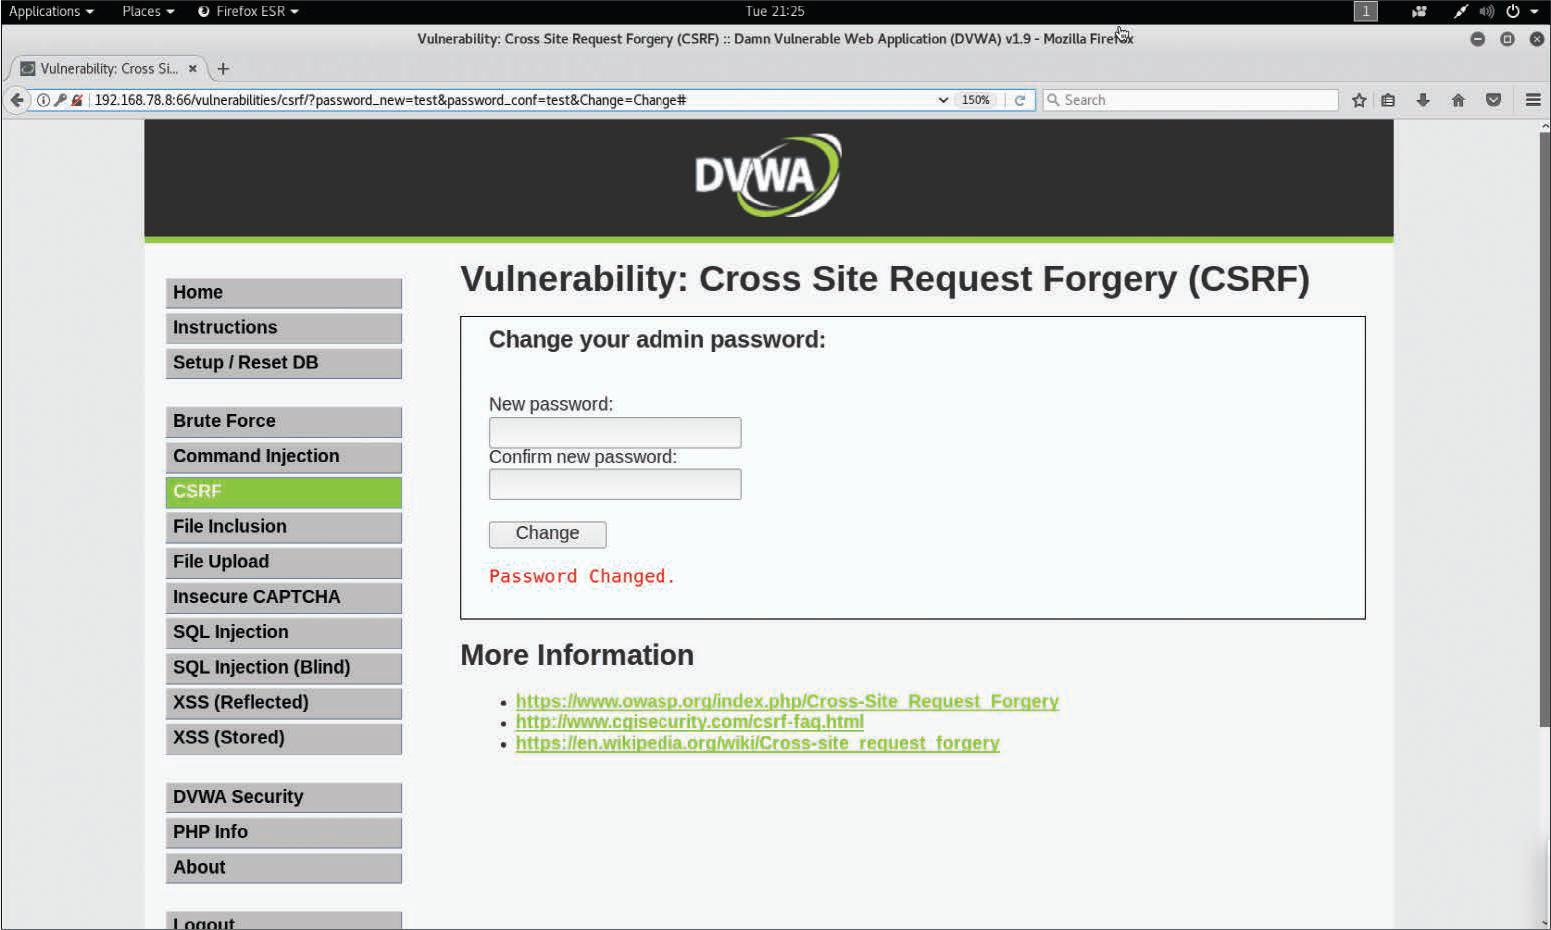 Applications Places Firefox ESR Tue 21:25 1
Vulnerability: Cross Site Request Forgery (CSRF) :: Damn Vulnerable Web Application (DVWA) v1.9 - Mozilla Firefox
Vulnerability: Cross Si...
192.168.78.8:66/vulnerabilities/csrf/?password_new=test&password_conf=test&Change=Change# 150% Search
DVWA
Home
Instructions
Setup / Reset DB
Brute Force
Command Injection
CSRF
File Inclusion
File Upload
Insecure CAPTCHA
SQL Injection
SQL Injection (Blind)
XSS (Reflected)
XSS (Stored)
DVWA Security
PHP Info
About
Logout
Vulnerability: Cross Site Request Forgery (CSRF)
Change your admin password:
New password:
Confirm new password:
Change
Password Changed.
More Information
https://www.owasp.org/index.php/Cross-Site_Request_Forgery
http://www.cgisecurity.com/csrf-faq.html
https://en.wikipedia.org/wiki/Cross-site_request_forgery